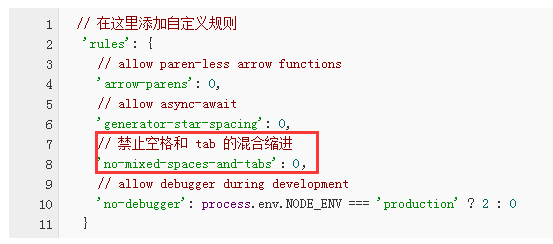 1 // 在这里添加自定义规则
2 'rules': {
3 // allow paren-less arrow functions
4 'arrow-parens': 0,
5 // allow async-await
6 'generator-star-spacing': 0,
7 // 禁止空格和 tab 的混合缩进
8 'no-mixed-spaces-and-tabs': 0,
9 // allow debugger during development
10 'no-debugger': process.env.NODE_ENV === 'production' ? 2 : 0
11 }